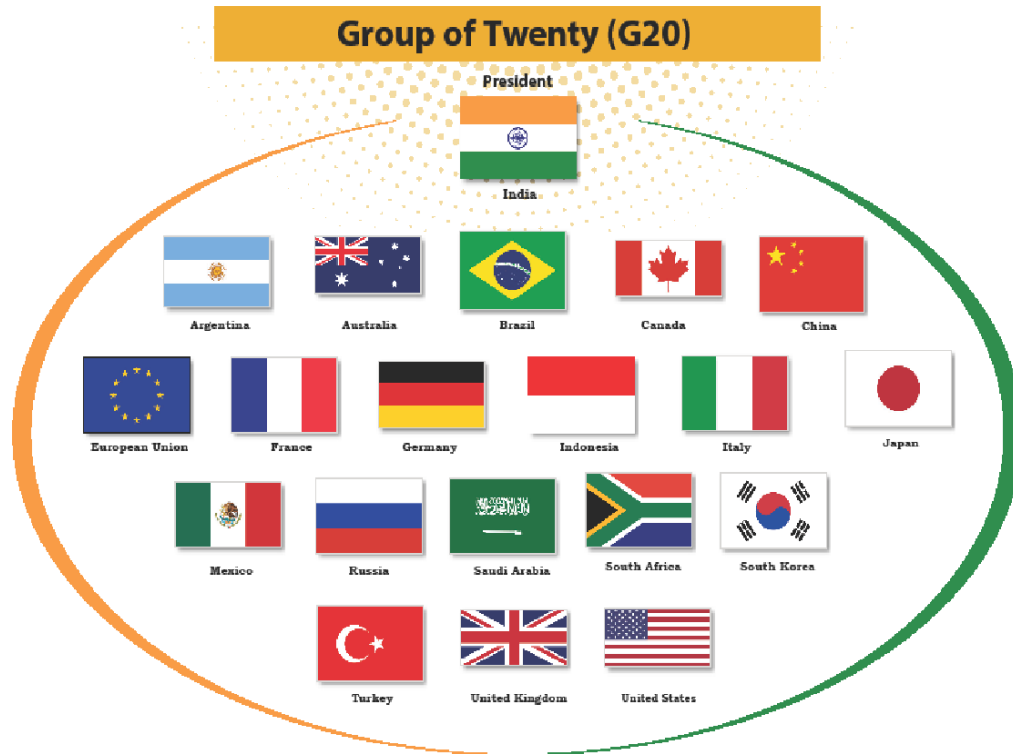 Group of Twenty (G20)
President
India
Argentina
Australia
Brazil
Canada
China
European Union
France
Germany
Indonesia
Italy
Japan
Mexico
Russia
Saudi Arabia
South Africa
South Korea
Turkey
United Kingdom
United States